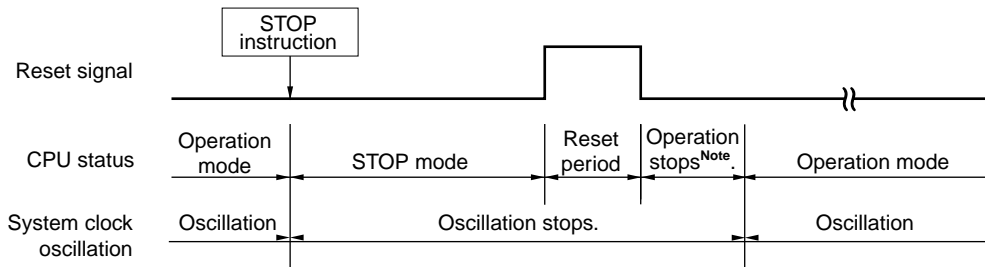 STOP
instruction
Reset signal
CPU status
Operation
mode
STOP mode
Reset
period
Operation
stopsNote.
Operation mode
System clock
oscillation
Oscillation
Oscillation stops.
Oscillation